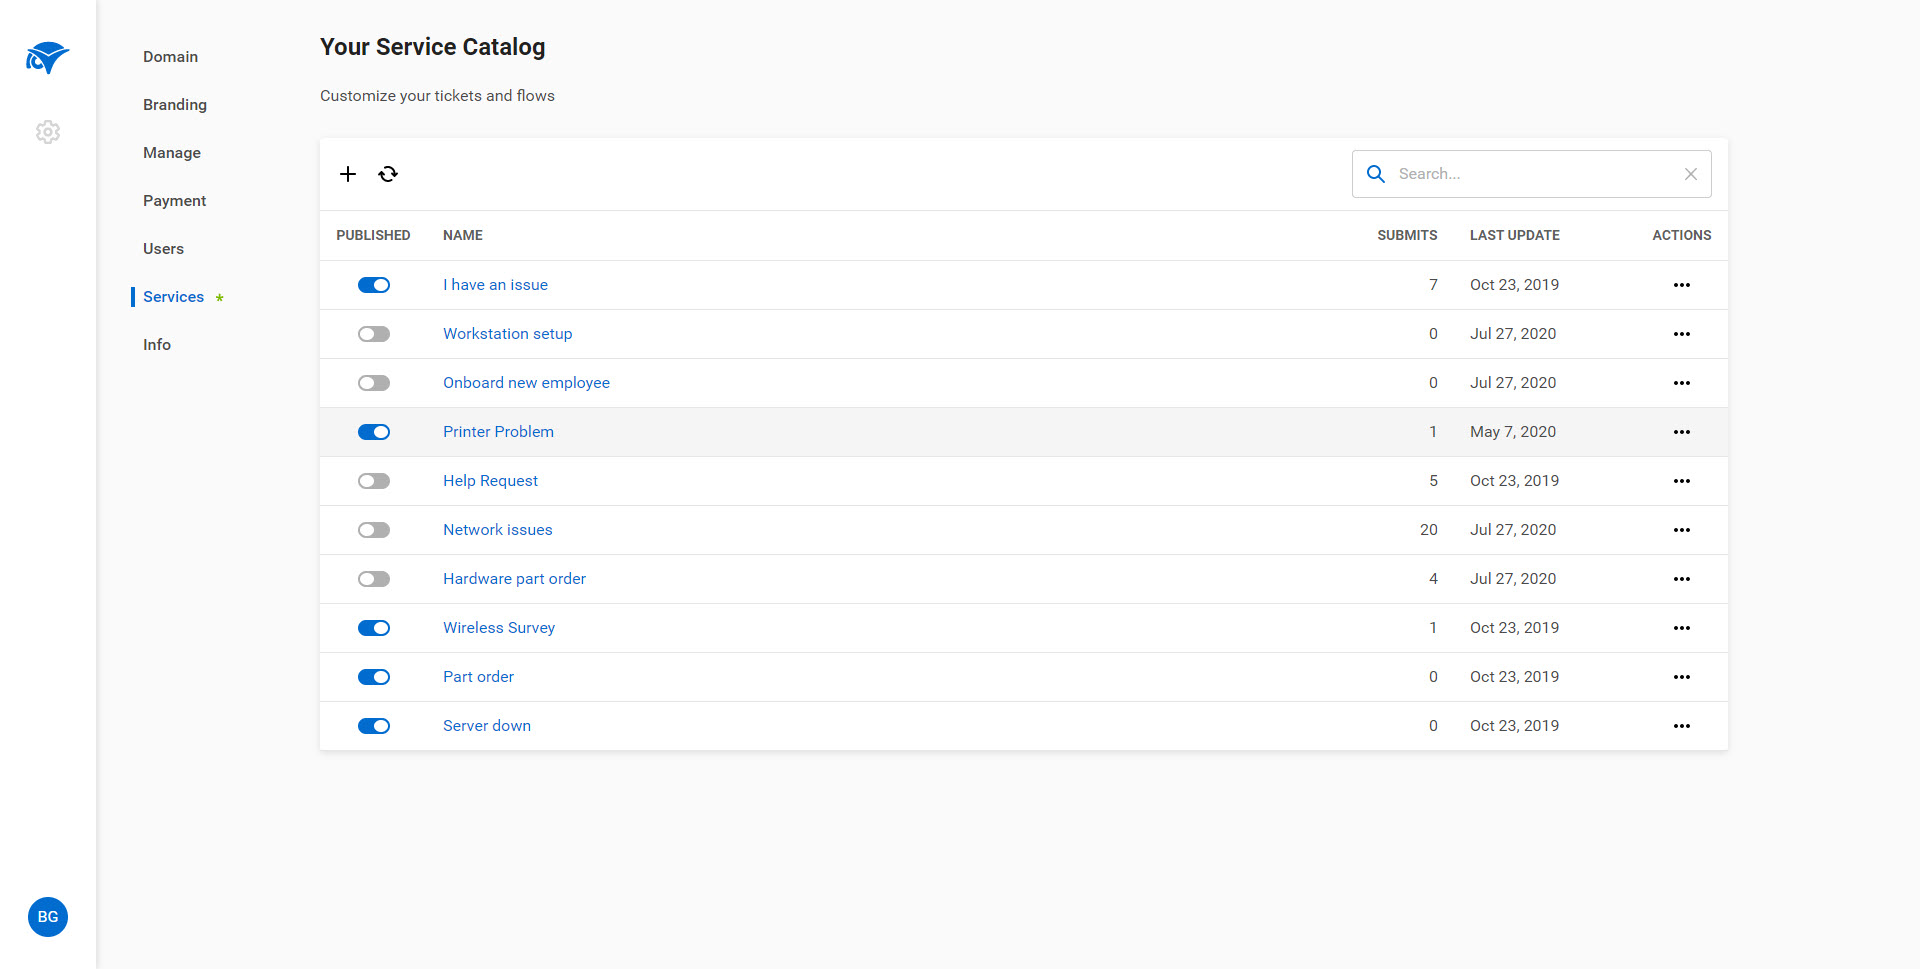 Domain
Branding
Manage
Payment
Users
Services *
Info
BG
Your Service Catalog
Customize your tickets and flows
Search...
PUBLISHED NAME SUBMITS LAST UPDATE ACTIONS
I have an issue 7 Oct 23, 2019
Workstation setup 0 Jul 27, 2020
Onboard new employee 0 Jul 27, 2020
Printer Problem 1 May 7, 2020
Help Request 5 Oct 23, 2019
Network issues 20 Jul 27, 2020
Hardware part order 4 Jul 27, 2020
Wireless Survey 1 Oct 23, 2019
Part order 0 Oct 23, 2019
Server down 0 Oct 23, 2019